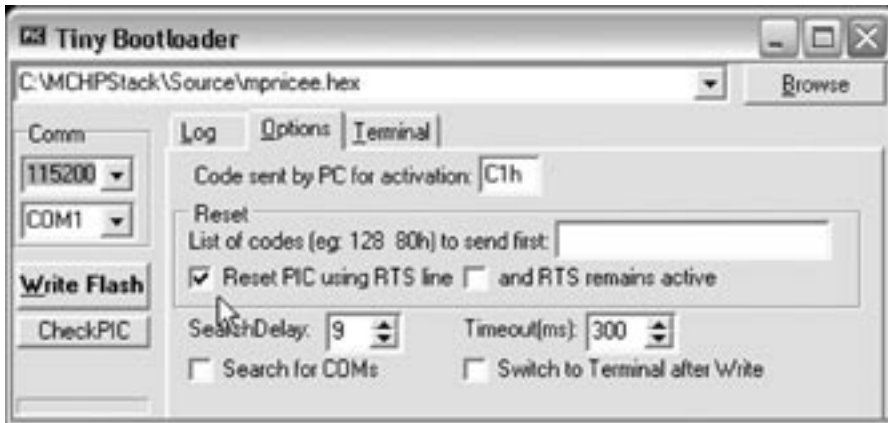 Tiny Bootloader
C:\MCHPStack\Source\mpnicee.hex
Browse
Comm
115200
COM1
Write Flash
CheckPIC
Log Options Terminal
Code sent by PC for activation: C1h
Reset
List of codes (eg: 128 80h) to send first:
Reset PIC using RTS line and RTS remains active
SearchDelay: 9 Timeout(ms): 300
Search for COMs Switch to Terminal after Write